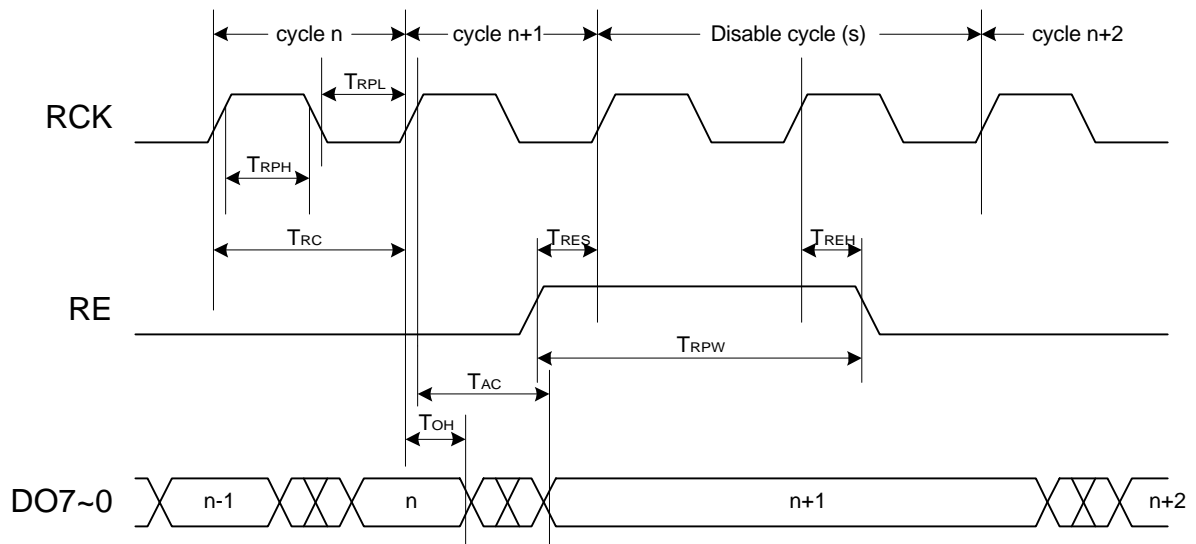 cycle n
cycle n+1
Disable cycle (s)
cycle n+2
TRPL
RCK
TRPH
TRC
TRES
TREH
RE
TRPW
TAC
TOH
DO7~0
n-1
n
n+1
n+2